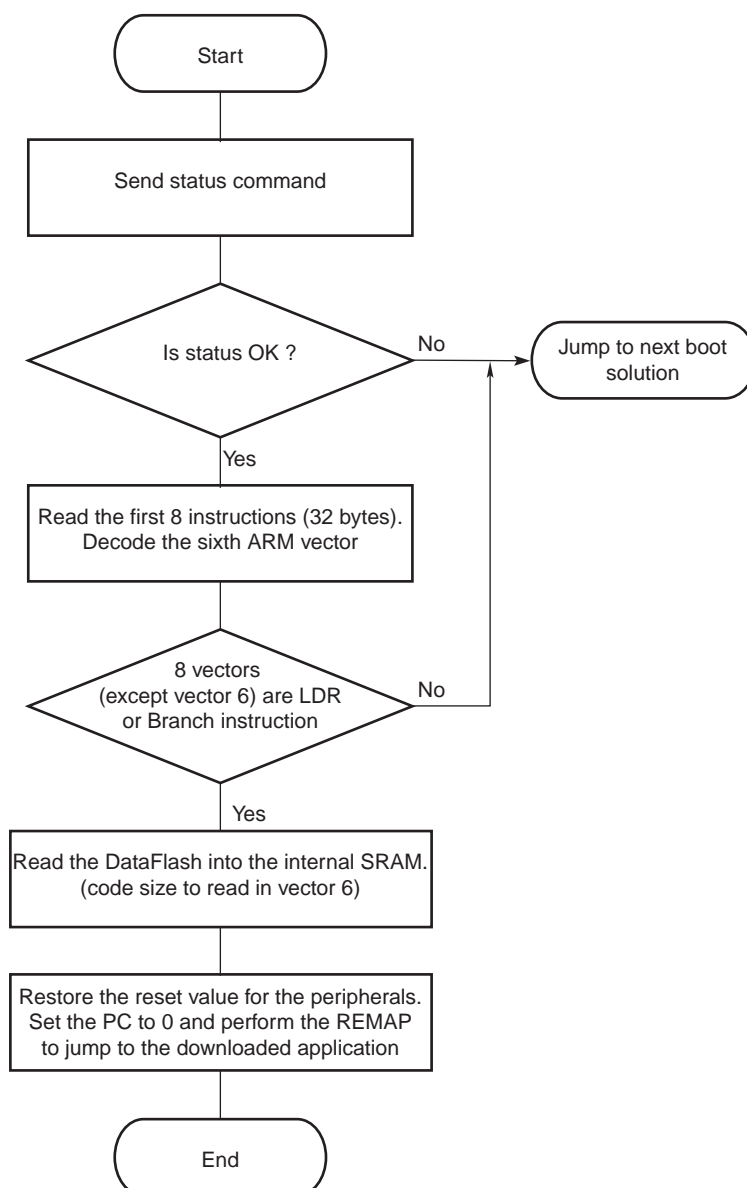 Start
Send status command
Is status OK ?
No
Jump to next boot
solution
Yes
Read the first 8 instructions (32 bytes).
Decode the sixth ARM vector
8 vectors
(except vector 6) are LDR
or Branch instruction
No
Yes
Read the DataFlash into the internal SRAM.
(code size to read in vector 6)
Restore the reset value for the peripherals.
Set the PC to 0 and perform the REMAP
to jump to the downloaded application
End